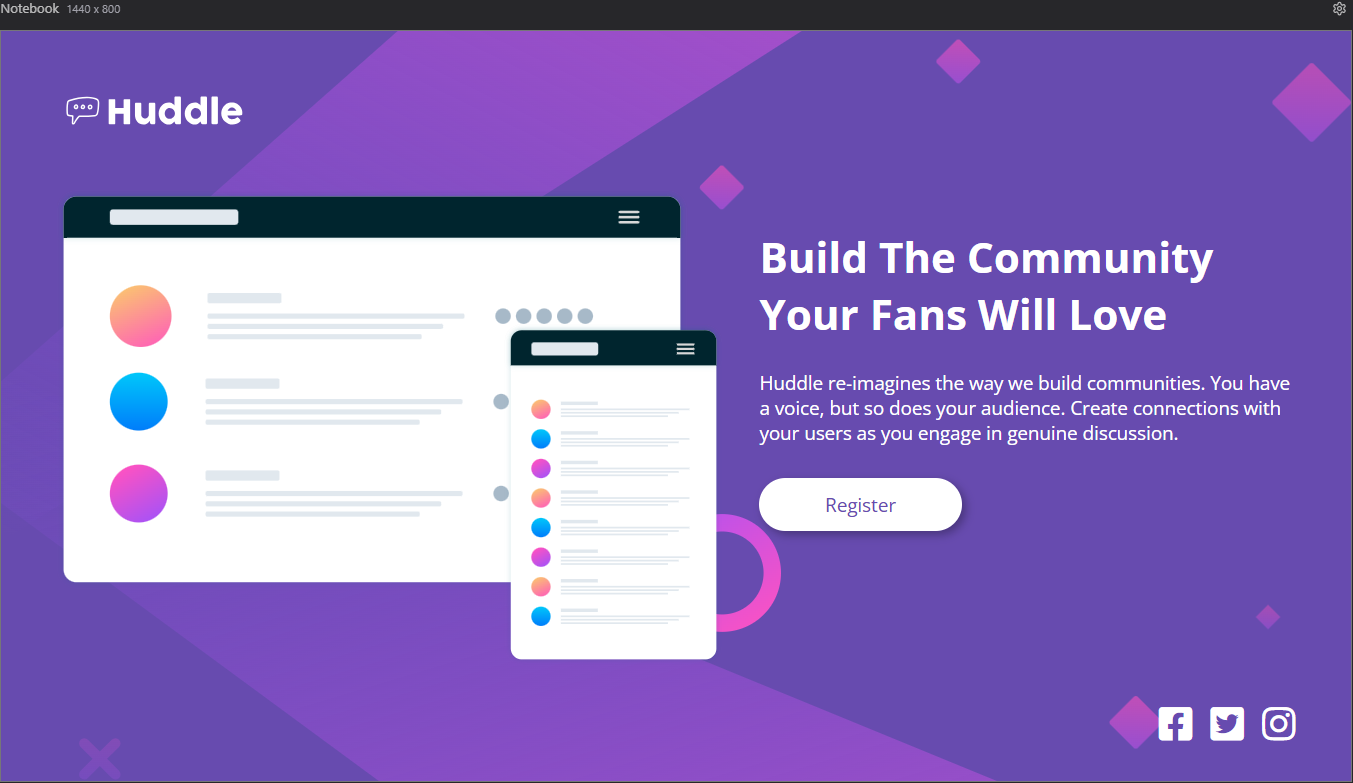 Notebook 1440 x 800
Huddle
Build The Community
Your Fans Will Love
Huddle re-imagines the way we build communities. You have
a voice, but so does your audience. Create connections with
your users as you engage in genuine discussion.
Register